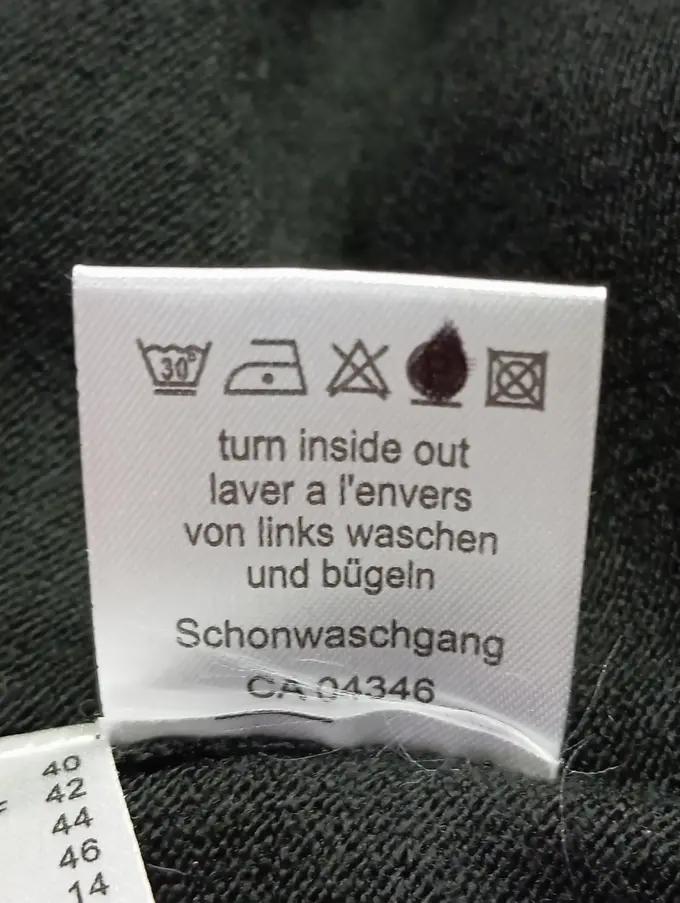 30°
turn inside out
laver a l'envers
von links waschen
und bügeln
Schonwaschgang
CA 04346
40
42
44
46
14